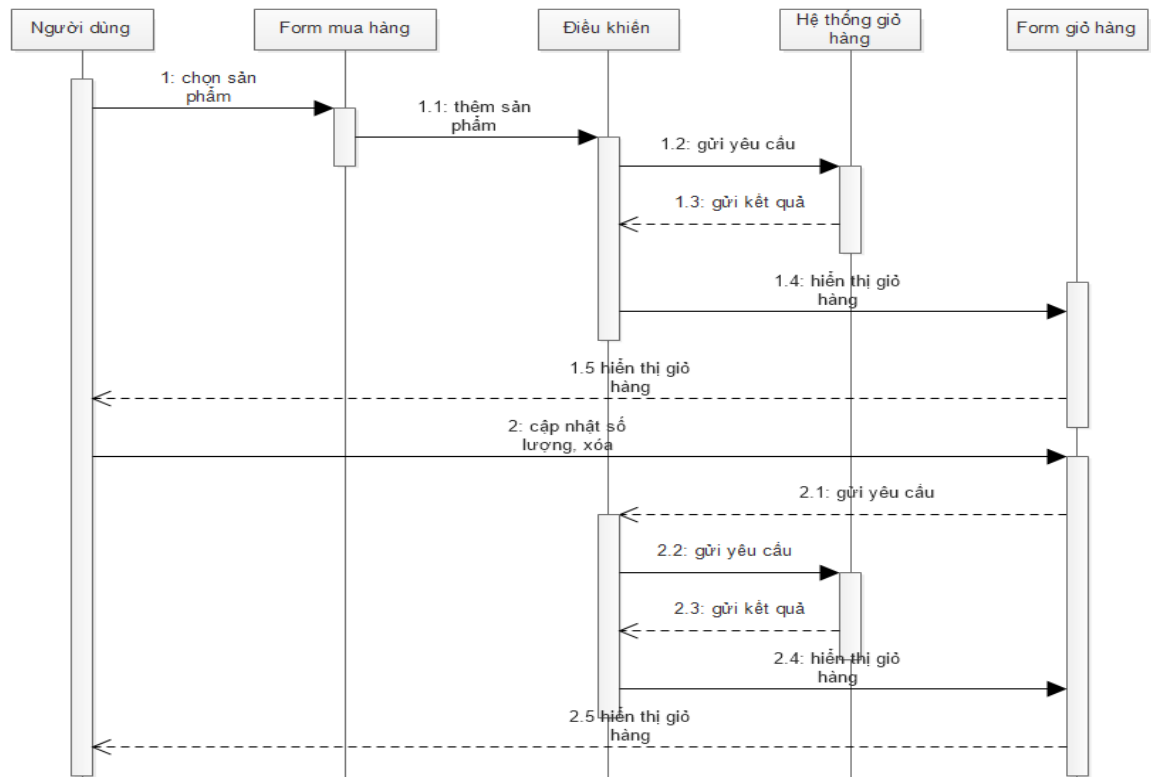 Người dùng
Form mua hàng
Điều khiên
Hệ thống giỏ
hàng
Form giỏ hàng
1: chọn sản
phẩm
1.1: thêm sản
phẩm
1.2: gửi yêu cầu
1.3: gửi kết quả
1.4: hiển thị giỏ
hàng
1.5 hiển thị giỏ
hàng
2: cập nhật số
lượng, xóa
2.1: gửi yêu cầu
2.2: gửi yêu cầu
2.3: gửi kết quả
2.4: hiển thị giỏ
hàng
2.5 hiển thị giỏ
hàng